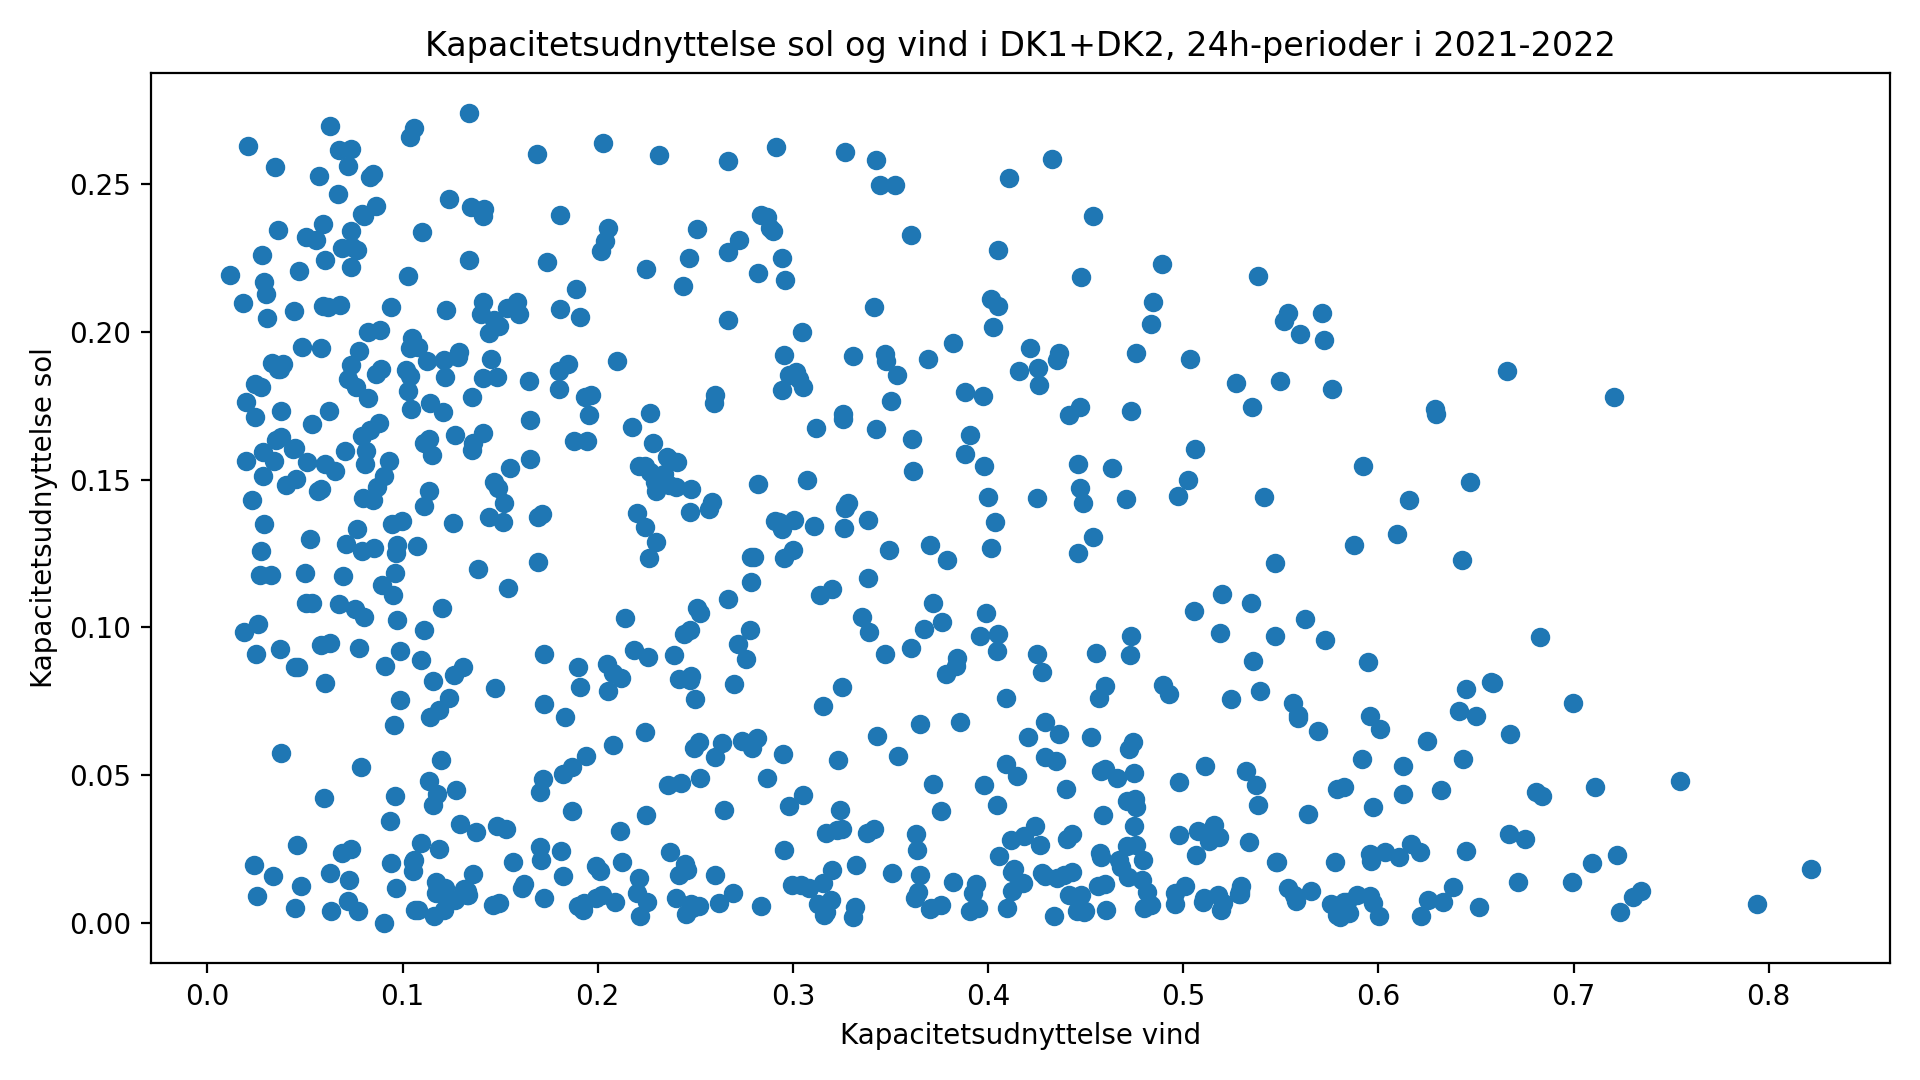 Kapacitetsudnyttelse sol og vind i DK1+DK2, 24h-perioder i 2021-2022
Kapacitetsudnyttelse sol
0.25
0.20
0.15
0.10
0.05
0.00
0.0 0.1 0.2 0.3 0.4 0.5 0.6 0.7 0.8
Kapacitetsudnyttelse vind